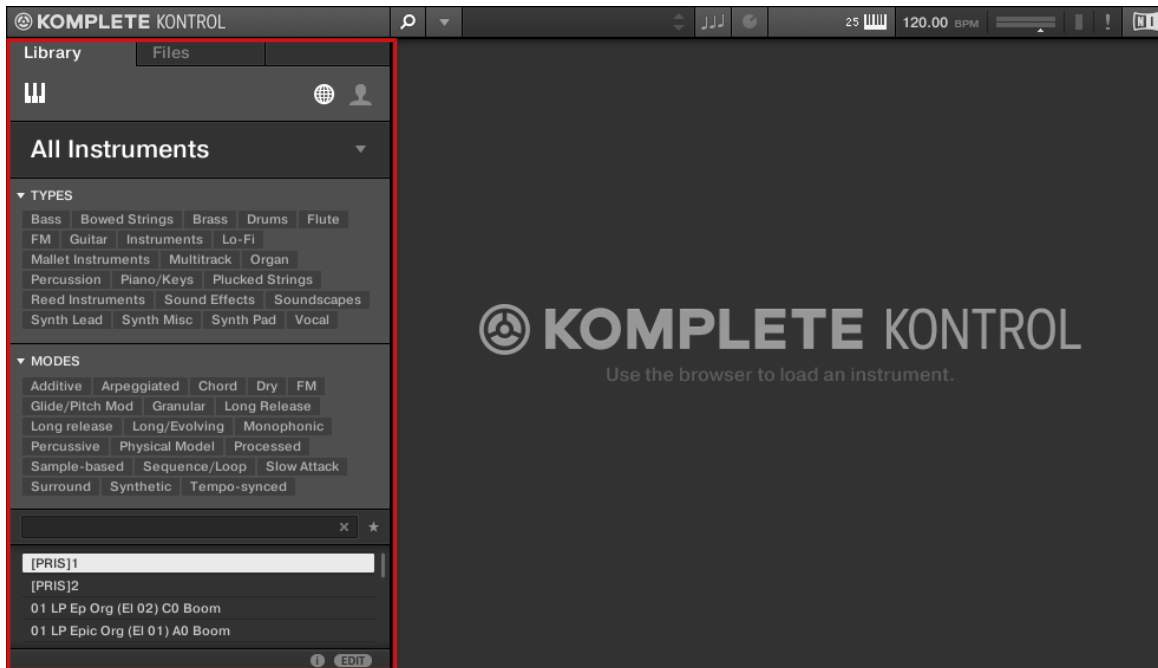 KOMPLETE KONTROL
25
120.00 BPM
!
NI
Library Files
All Instruments
TYPES
Bass Bowed Strings Brass Drums Flute
FM Guitar Instruments Lo-Fi
Mallet Instruments Multitrack Organ
Percussion Piano/Keys Plucked Strings
Reed Instruments Sound Effects Soundscapes
Synth Lead Synth Misc Synth Pad Vocal
MODES
Additive Arpeggiated Chord Dry FM
Glide/Pitch Mod Granular Long Release
Long release Long/Evolving Monophonic
Percussive Physical Model Processed
Sample-based Sequence/Loop Slow Attack
Surround Synthetic Tempo-synced
[PRIS]1
[PRIS]2
01 LP Ep Org (El 02) C0 Boom
01 LP Epic Org (El 01) A0 Boom
i EDIT
KOMPLETE KONTROL
Use the browser to load an instrument.